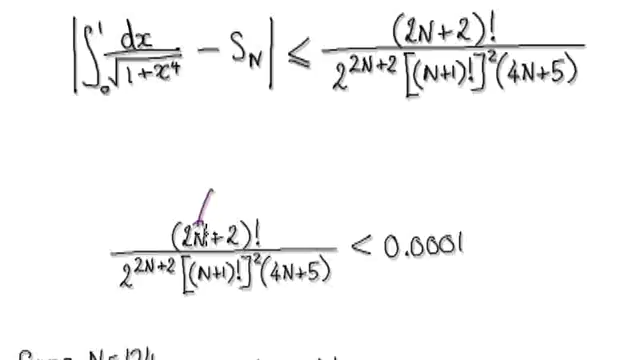 |∫₀¹ dx/√(1+x⁴) − S_N| ≤ (2N+2)! / (2^(2N+2) [(N+1)!]² (4N+5))
(2N+2)! / (2^(2N+2) [(N+1)!]² (4N+5)) < 0.0001
N=124